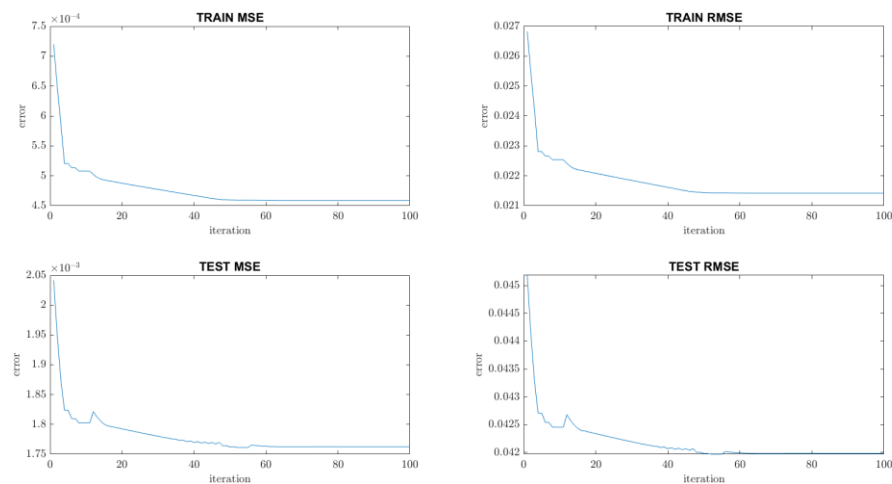 TRAIN MSE
×10⁻⁴
7.5
7
6.5
6
5.5
5
4.5
error
0 20 40 60 80 100
iteration
TRAIN RMSE
0.027
0.026
0.025
0.024
0.023
0.022
0.021
error
0 20 40 60 80 100
iteration
TEST MSE
×10⁻³
2.05
2
1.95
1.9
1.85
1.8
1.75
error
0 20 40 60 80 100
iteration
TEST RMSE
0.045
0.0445
0.044
0.0435
0.043
0.0425
0.042
error
0 20 40 60 80 100
iteration